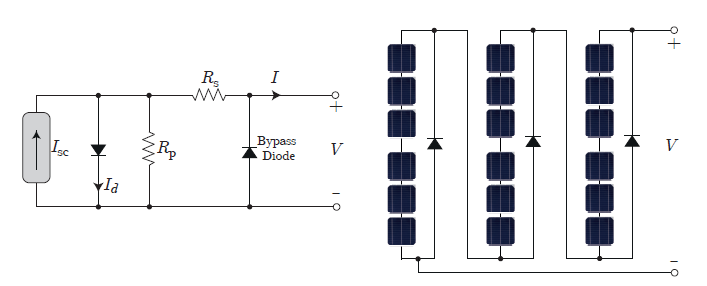 R_s
I
+
I_sc
R_p
Bypass
Diode
V
I_d
−
+
V
−